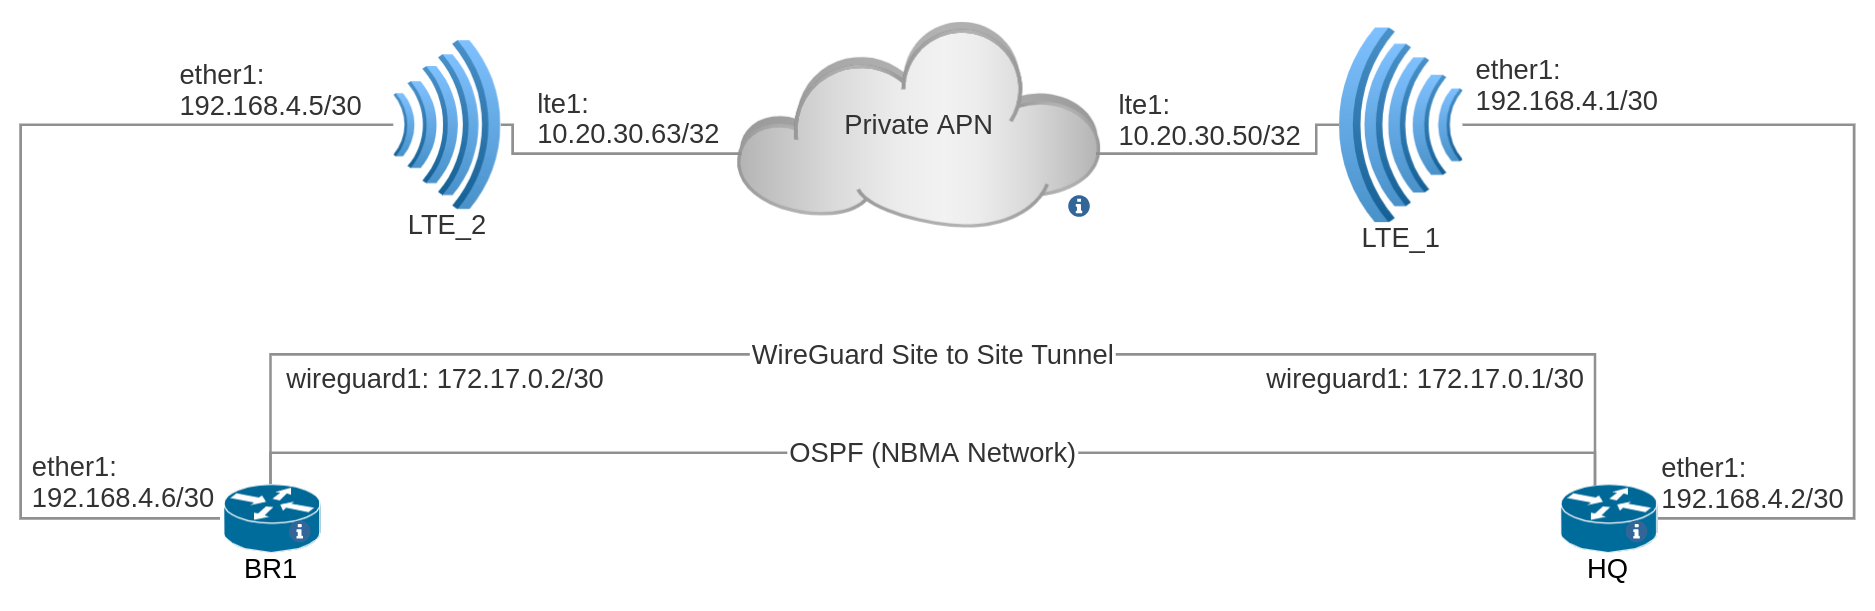 ether1:
192.168.4.5/30
lte1:
10.20.30.63/32
Private APN
lte1:
10.20.30.50/32
ether1:
192.168.4.1/30
LTE_2
LTE_1
WireGuard Site to Site Tunnel
wireguard1: 172.17.0.2/30
wireguard1: 172.17.0.1/30
OSPF (NBMA Network)
ether1:
192.168.4.6/30
ether1:
192.168.4.2/30
BR1
HQ